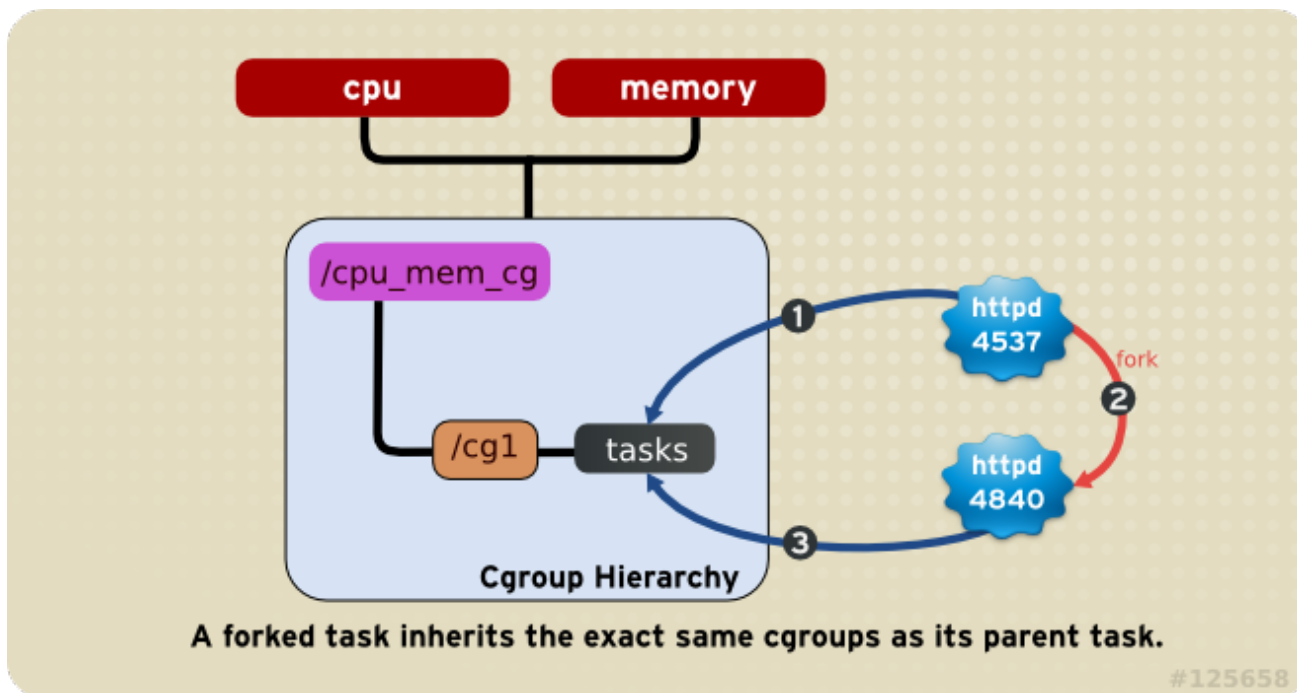 cpu
memory
/cpu_mem_cg
1
httpd
4537
fork
2
/cg1
tasks
httpd
4840
3
Cgroup Hierarchy
A forked task inherits the exact same cgroups as its parent task.
#125658